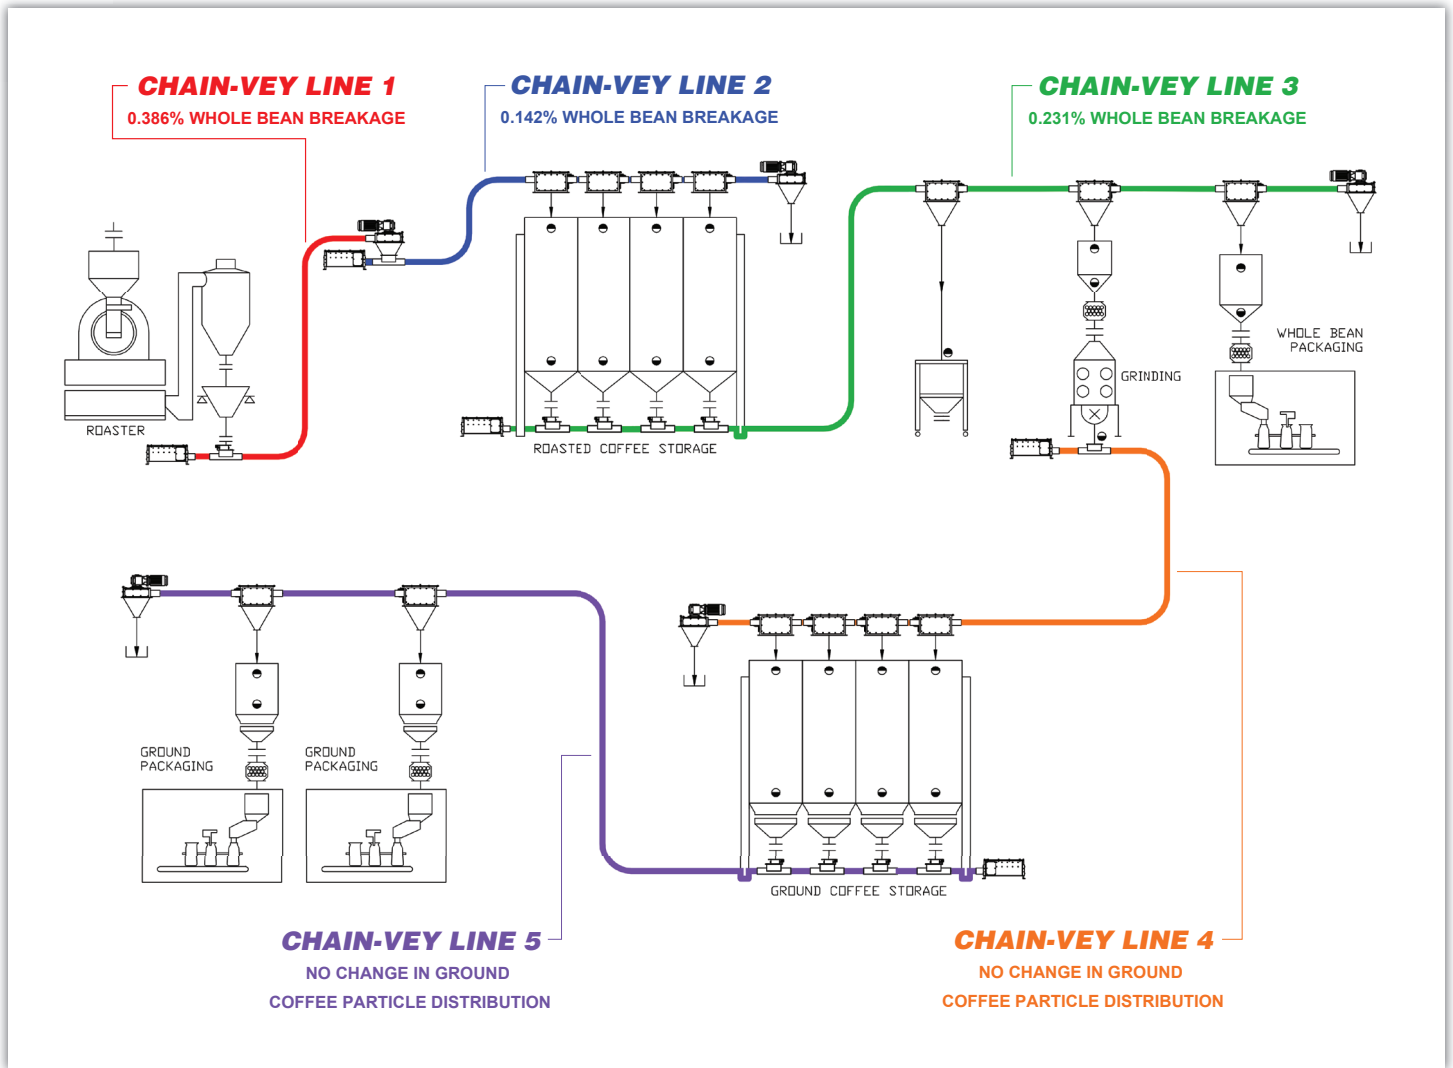 CHAIN-VEY LINE 1
0.386% WHOLE BEAN BREAKAGE
CHAIN-VEY LINE 2
0.142% WHOLE BEAN BREAKAGE
CHAIN-VEY LINE 3
0.231% WHOLE BEAN BREAKAGE
ROASTER
ROASTED COFFEE STORAGE
GRINDING
WHOLE BEAN
PACKAGING
GROUND
PACKAGING
GROUND
PACKAGING
GROUND COFFEE STORAGE
CHAIN-VEY LINE 5
NO CHANGE IN GROUND
COFFEE PARTICLE DISTRIBUTION
CHAIN-VEY LINE 4
NO CHANGE IN GROUND
COFFEE PARTICLE DISTRIBUTION